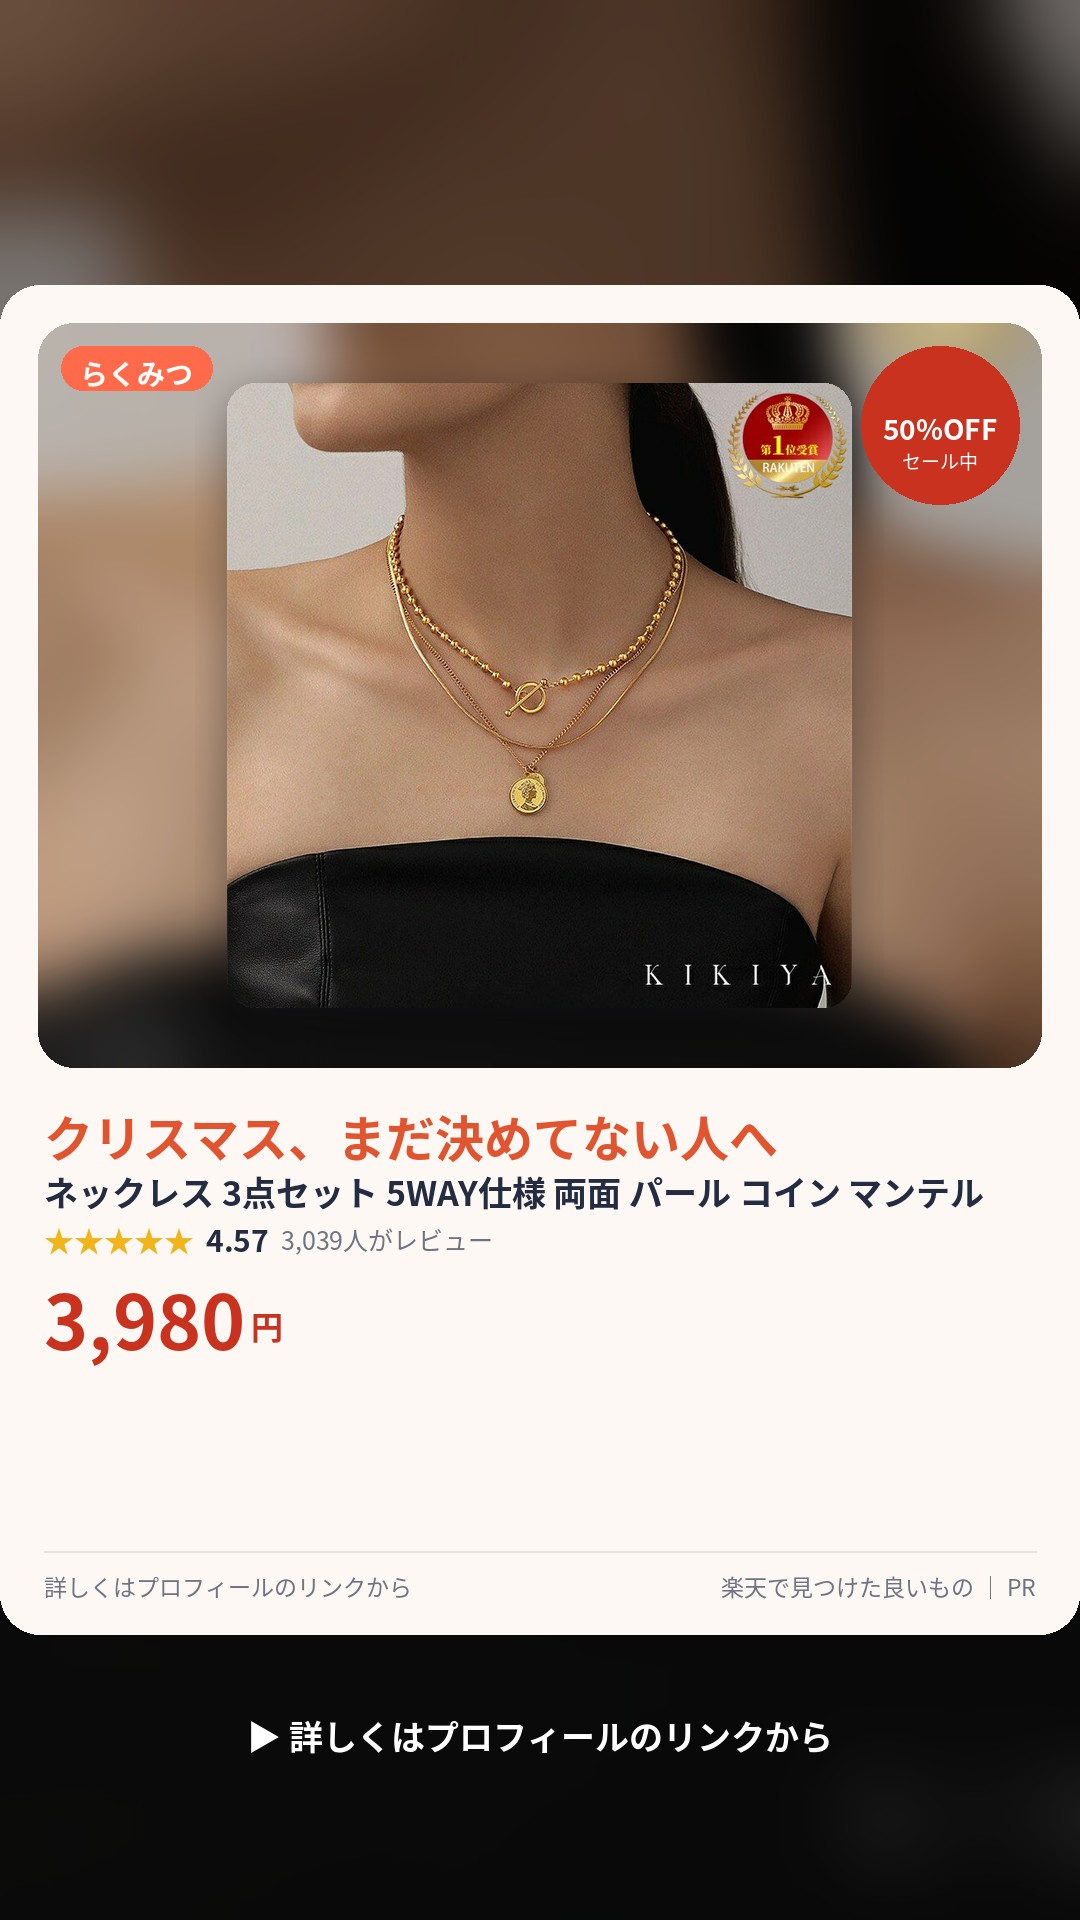 らくみつ
第1位受賞
RAKUTEN
50%OFF
セール中
KIKIYA
クリスマス、まだ決めてない人へ
ネックレス 3点セット 5WAY仕様 両面 パール コイン マンテル
★★★★★ 4.57 3,039人がレビュー
3,980円
詳しくはプロフィールのリンクから
楽天で見つけた良いもの｜PR
▶ 詳しくはプロフィールのリンクから